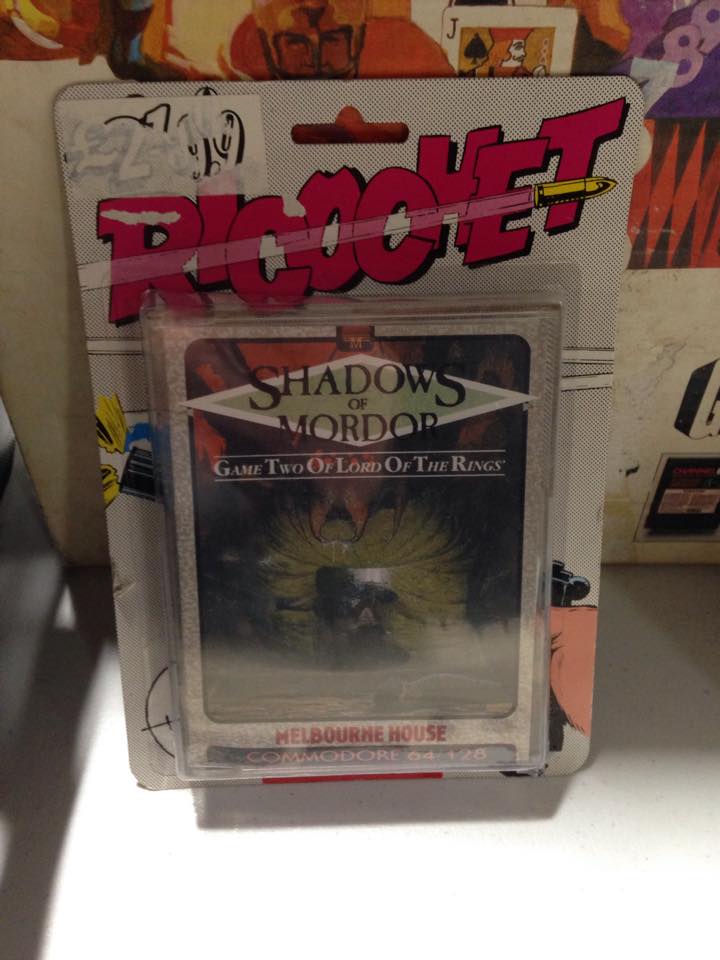 J
RICOCHET
M
SHADOWS
OF
MORDOR
GAME TWO OF LORD OF THE RINGS
MELBOURNE HOUSE
COMMODORE 64 128